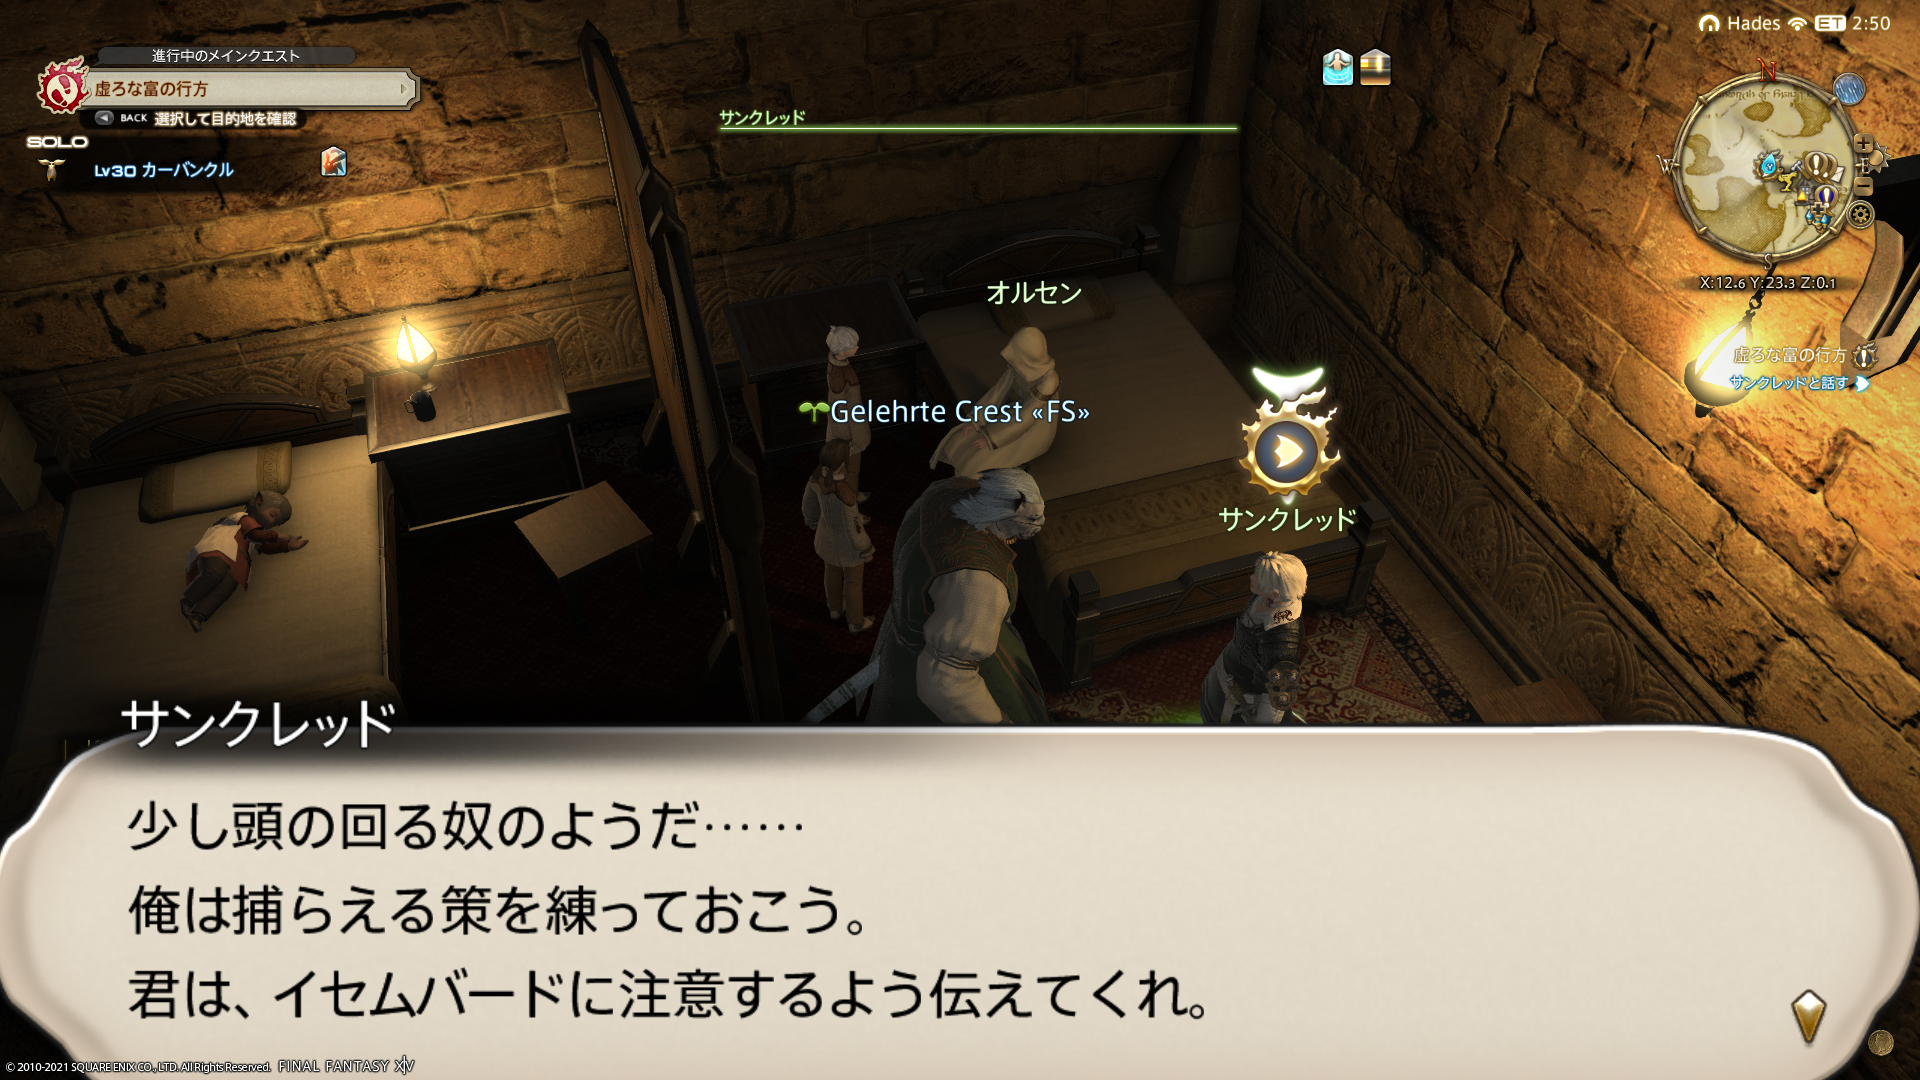 進行中のメインクエスト
虚ろな富の行方
BACK 選択して目的地を確認
SOLO
Lv30 カーバンクル
サンクレッド
Hades ET 2:50
N
W
E
S
X:12.6 Y:23.3 Z:0.1
虚ろな富の行方
サンクレッドと話す
オルセン
Gelehrte Crest «FS»
サンクレッド
サンクレッド
少し頭の回る奴のようだ……
俺は捕らえる策を練っておこう。
君は、イセムバードに注意するよう伝えてくれ。
© 2010-2021 SQUARE ENIX CO., LTD. All Rights Reserved. FINAL FANTASY XIV